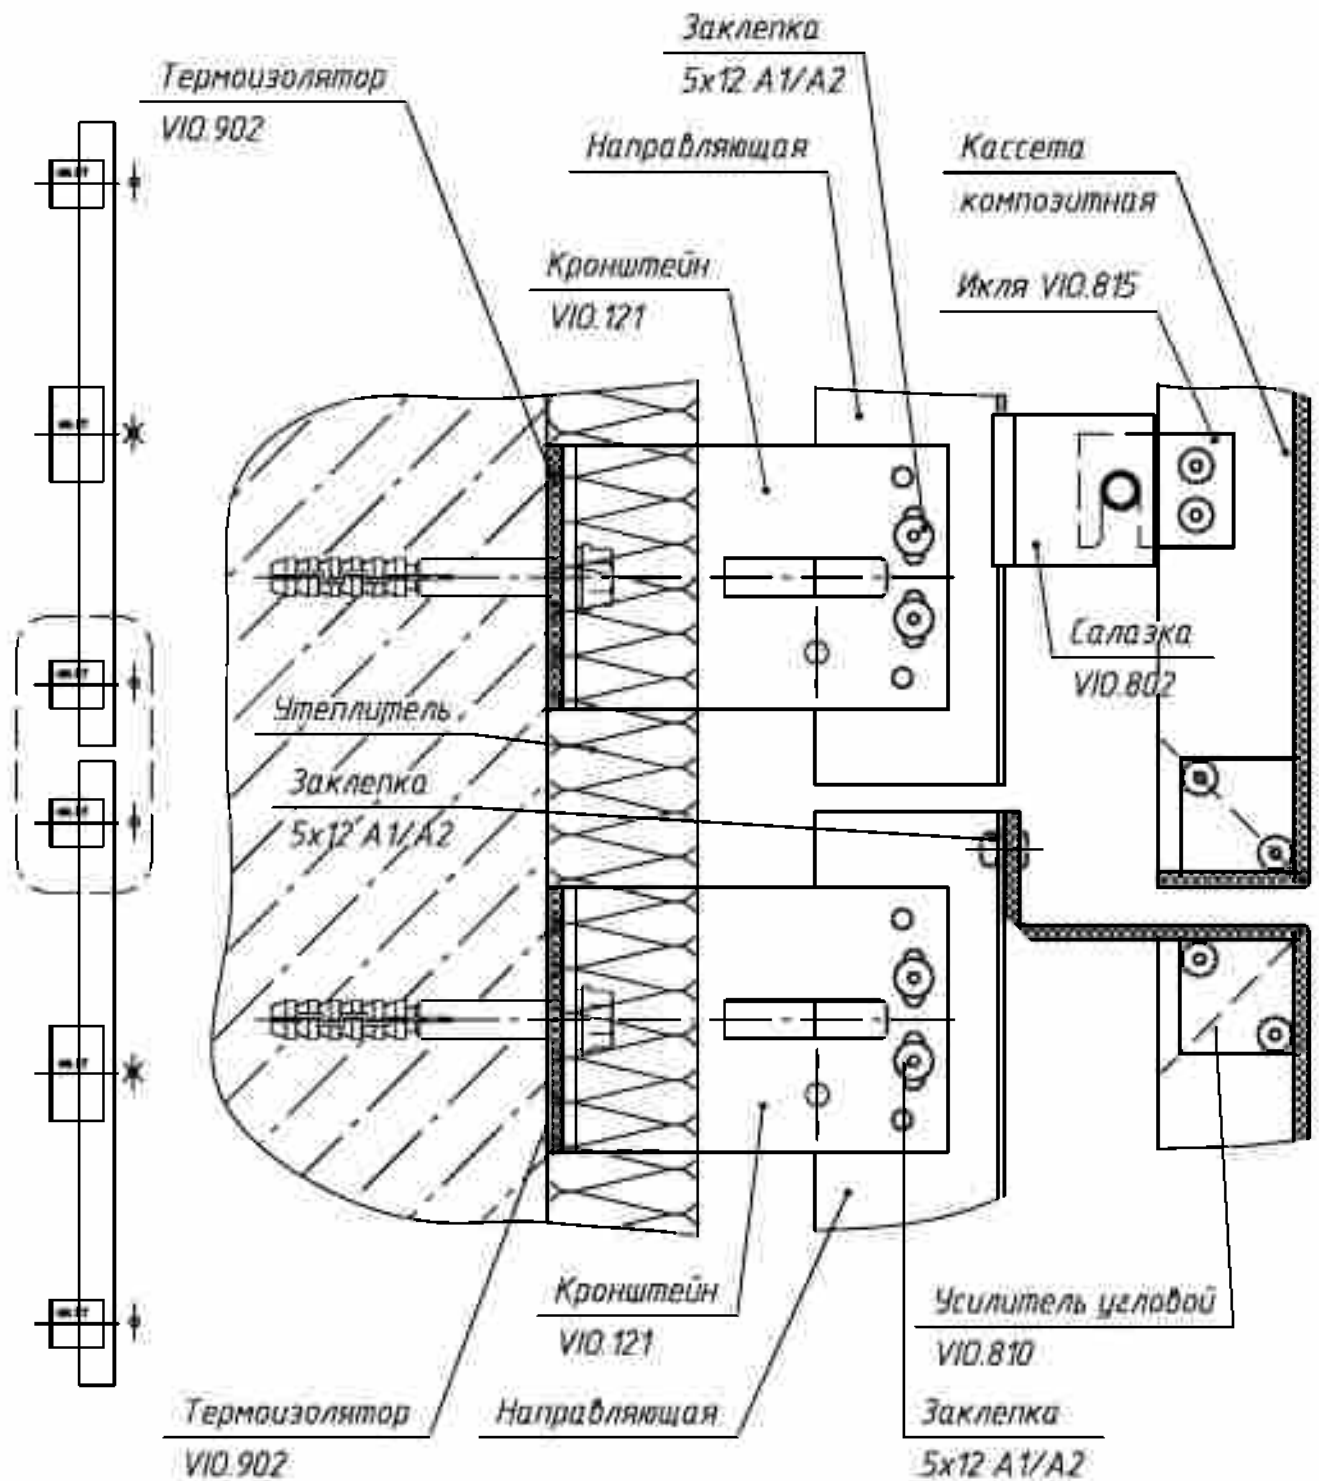 Заклепка
5х12 А1/А2
Термоизолятор
VIO.902
Направляющая
Кассета
композитная
Кронштейн
VIO.121
Икля VIO.815
Салазка
VIO.802
Утеплитель
Заклепка
5х12 А1/А2
Кронштейн
VIO.121
Усилитель угловой
VIO.810
Термоизолятор
VIO.902
Направляющая
Заклепка
5х12 А1/А2